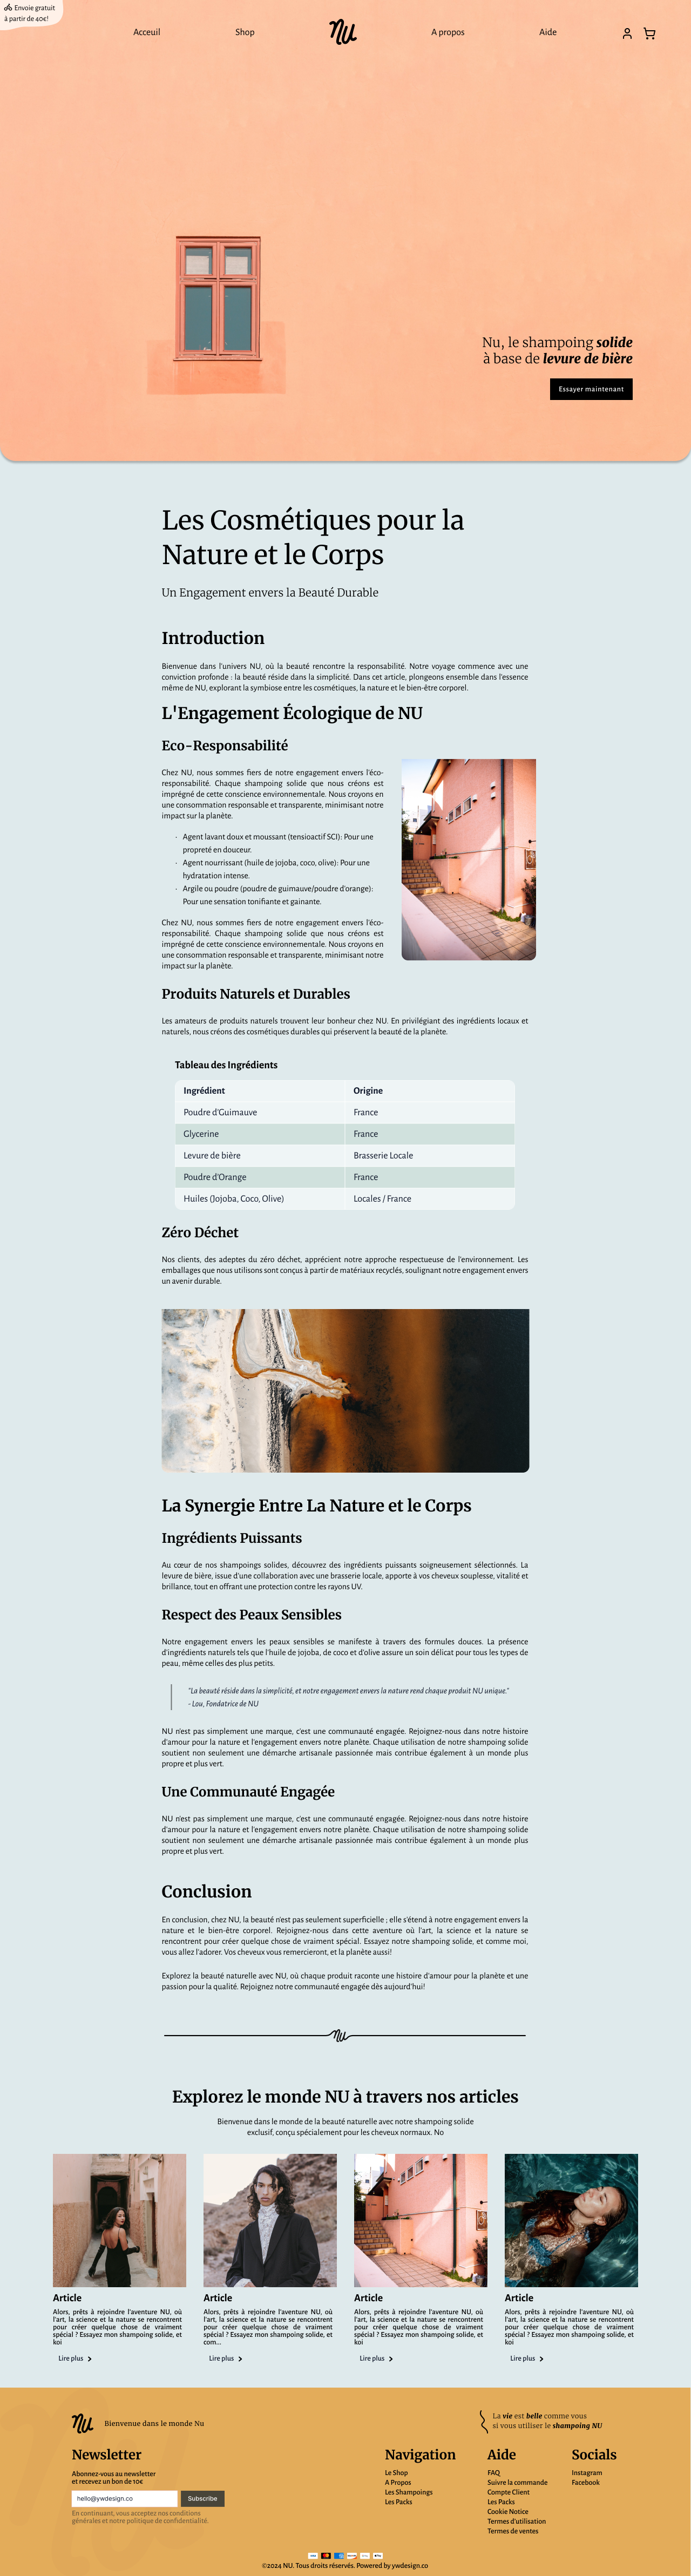 Envoie gratuit
à partir de 40€!
Acceuil
Shop
Nu
A propos
Aide
Nu, le shampoing solide
à base de levure de bière
Essayer maintenant
Les Cosmétiques pour la
Nature et le Corps
Un Engagement envers la Beauté Durable
Introduction
Bienvenue dans l'univers NU, où la beauté rencontre la responsabilité. Notre voyage commence avec une
conviction profonde : la beauté réside dans la simplicité. Dans cet article, plongeons ensemble dans l'essence
même de NU, explorant la symbiose entre les cosmétiques, la nature et le bien-être corporel.
L'Engagement Écologique de NU
Eco-Responsabilité
Chez NU, nous sommes fiers de notre engagement envers l'éco-
responsabilité. Chaque shampoing solide que nous créons est
imprégné de cette conscience environnementale. Nous croyons en
une consommation responsable et transparente, minimisant notre
impact sur la planète.
· Agent lavant doux et moussant (tensioactif SCI): Pour une
propreté en douceur.
· Agent nourrissant (huile de jojoba, coco, olive): Pour une
hydratation intense.
· Argile ou poudre (poudre de guimauve/poudre d'orange):
Pour une sensation tonifiante et gainante.
Chez NU, nous sommes fiers de notre engagement envers l'éco-
responsabilité. Chaque shampoing solide que nous créons est
imprégné de cette conscience environnementale. Nous croyons en
une consommation responsable et transparente, minimisant notre
impact sur la planète.
Produits Naturels et Durables
Les amateurs de produits naturels trouvent leur bonheur chez NU. En privilégiant des ingrédients locaux et
naturels, nous créons des cosmétiques durables qui préservent la beauté de la planète.
Tableau des Ingrédients
Ingrédient Origine
Poudre d'Guimauve France
Glycerine France
Levure de bière Brasserie Locale
Poudre d'Orange France
Huiles (Jojoba, Coco, Olive) Locales / France
Zéro Déchet
Nos clients, des adeptes du zéro déchet, apprécient notre approche respectueuse de l'environnement. Les
emballages que nous utilisons sont conçus à partir de matériaux recyclés, soulignant notre engagement envers
un avenir durable.
La Synergie Entre La Nature et le Corps
Ingrédients Puissants
Au cœur de nos shampoings solides, découvrez des ingrédients puissants soigneusement sélectionnés. La
levure de bière, issue d'une collaboration avec une brasserie locale, apporte à vos cheveux souplesse, vitalité et
brillance, tout en offrant une protection contre les rayons UV.
Respect des Peaux Sensibles
Notre engagement envers les peaux sensibles se manifeste à travers des formules douces. La présence
d'ingrédients naturels tels que l'huile de jojoba, de coco et d'olive assure un soin délicat pour tous les types de
peau, même celles des plus petits.
"La beauté réside dans la simplicité, et notre engagement envers la nature rend chaque produit NU unique."
- Lou, Fondatrice de NU
NU n'est pas simplement une marque, c'est une communauté engagée. Rejoignez-nous dans notre histoire
d'amour pour la nature et l'engagement envers notre planète. Chaque utilisation de notre shampoing solide
soutient non seulement une démarche artisanale passionnée mais contribue également à un monde plus
propre et plus vert.
Une Communauté Engagée
NU n'est pas simplement une marque, c'est une communauté engagée. Rejoignez-nous dans notre histoire
d'amour pour la nature et l'engagement envers notre planète. Chaque utilisation de notre shampoing solide
soutient non seulement une démarche artisanale passionnée mais contribue également à un monde plus
propre et plus vert.
Conclusion
En conclusion, chez NU, la beauté n'est pas seulement superficielle ; elle s'étend à notre engagement envers la
nature et le bien-être corporel. Rejoignez-nous dans cette aventure où l'art, la science et la nature se
rencontrent pour créer quelque chose de vraiment spécial. Essayez notre shampoing solide, et comme moi,
vous allez l'adorer. Vos cheveux vous remercieront, et la planète aussi!
Explorez la beauté naturelle avec NU, où chaque produit raconte une histoire d'amour pour la planète et une
passion pour la qualité. Rejoignez notre communauté engagée dès aujourd'hui!
Nu
Explorez le monde NU à travers nos articles
Bienvenue dans le monde de la beauté naturelle avec notre shampoing solide
exclusif, conçu spécialement pour les cheveux normaux. No
Article
Alors, prêts à rejoindre l'aventure NU, où
l'art, la science et la nature se rencontrent
pour créer quelque chose de vraiment
spécial ? Essayez mon shampoing solide, et
koi
Lire plus
Article
Alors, prêts à rejoindre l'aventure NU, où
l'art, la science et la nature se rencontrent
pour créer quelque chose de vraiment
spécial ? Essayez mon shampoing solide, et
com...
Lire plus
Article
Alors, prêts à rejoindre l'aventure NU, où
l'art, la science et la nature se rencontrent
pour créer quelque chose de vraiment
spécial ? Essayez mon shampoing solide, et
koi
Lire plus
Article
Alors, prêts à rejoindre l'aventure NU, où
l'art, la science et la nature se rencontrent
pour créer quelque chose de vraiment
spécial ? Essayez mon shampoing solide, et
koi
Lire plus
Nu
Bienvenue dans le monde Nu
La vie est belle comme vous
si vous utiliser le shampoing NU
Newsletter
Abonnez-vous au newsletter
et recevez un bon de 10€
hello@ywdesign.co
Subscribe
En continuant, vous acceptez nos conditions
générales et notre politique de confidentialité.
Navigation
Le Shop
A Propos
Les Shampoings
Les Packs
Aide
FAQ
Suivre la commande
Compte Client
Les Packs
Cookie Notice
Termes d'utilisation
Termes de ventes
Socials
Instagram
Facebook
©2024 NU. Tous droits réservés. Powered by ywdesign.co